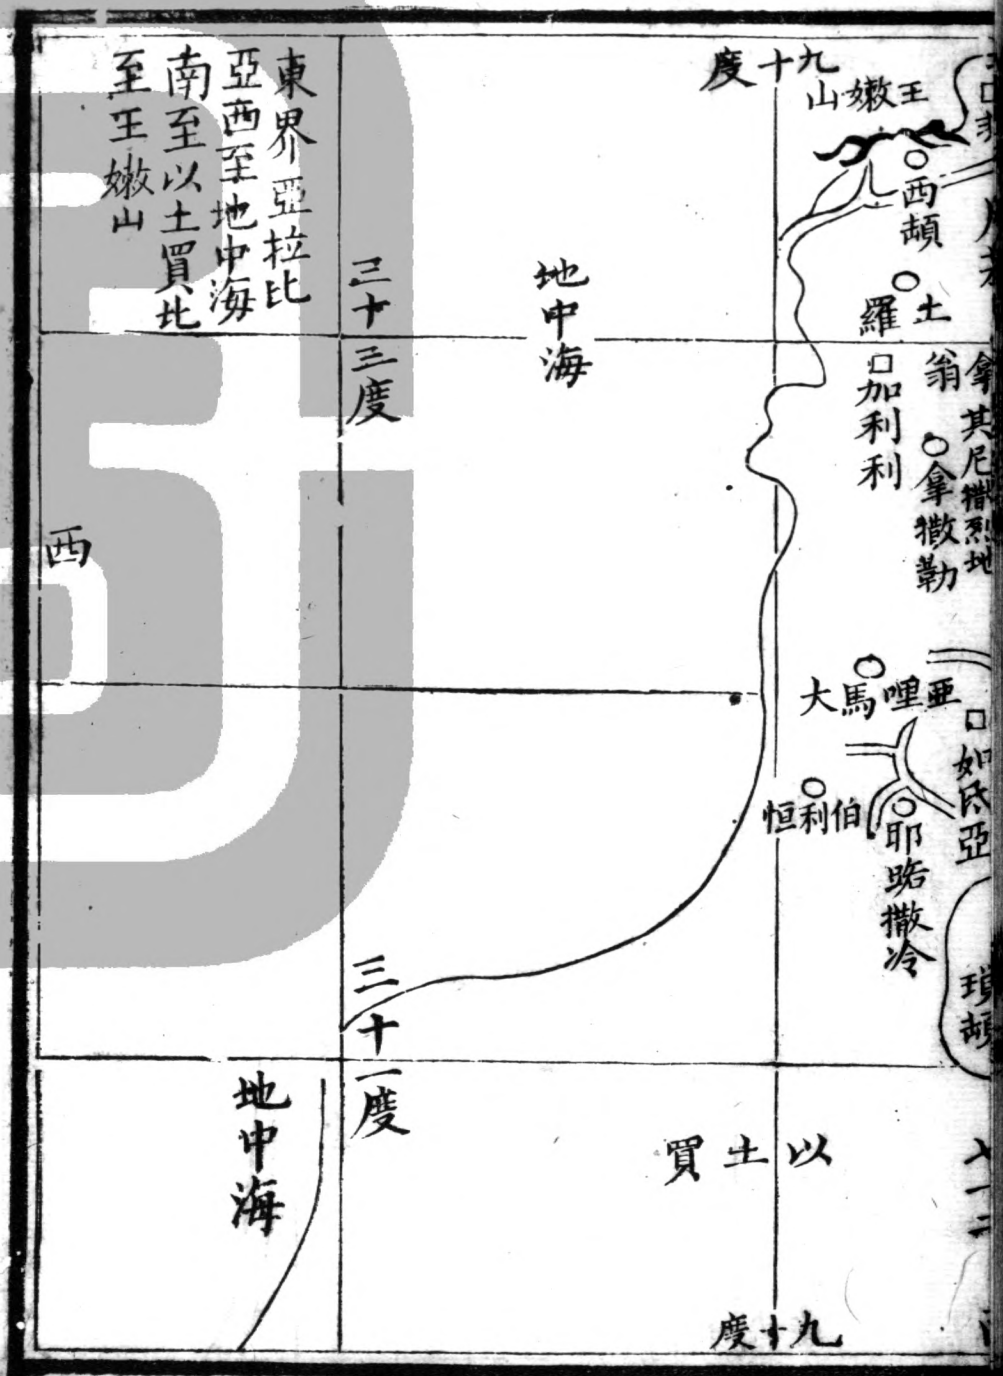 東界亞拉比
亞西至地中海
南至以土買北
至王嫩山
九十度
王嫩山
西頓
土羅
地中海
三十三度
加利利
翁
拿撒勒
其尼撒烈地
西
大馬哩亞
如氐亞
恒利伯
耶路撒冷
瑣頓
三十一度
地中海
以土買
九十度